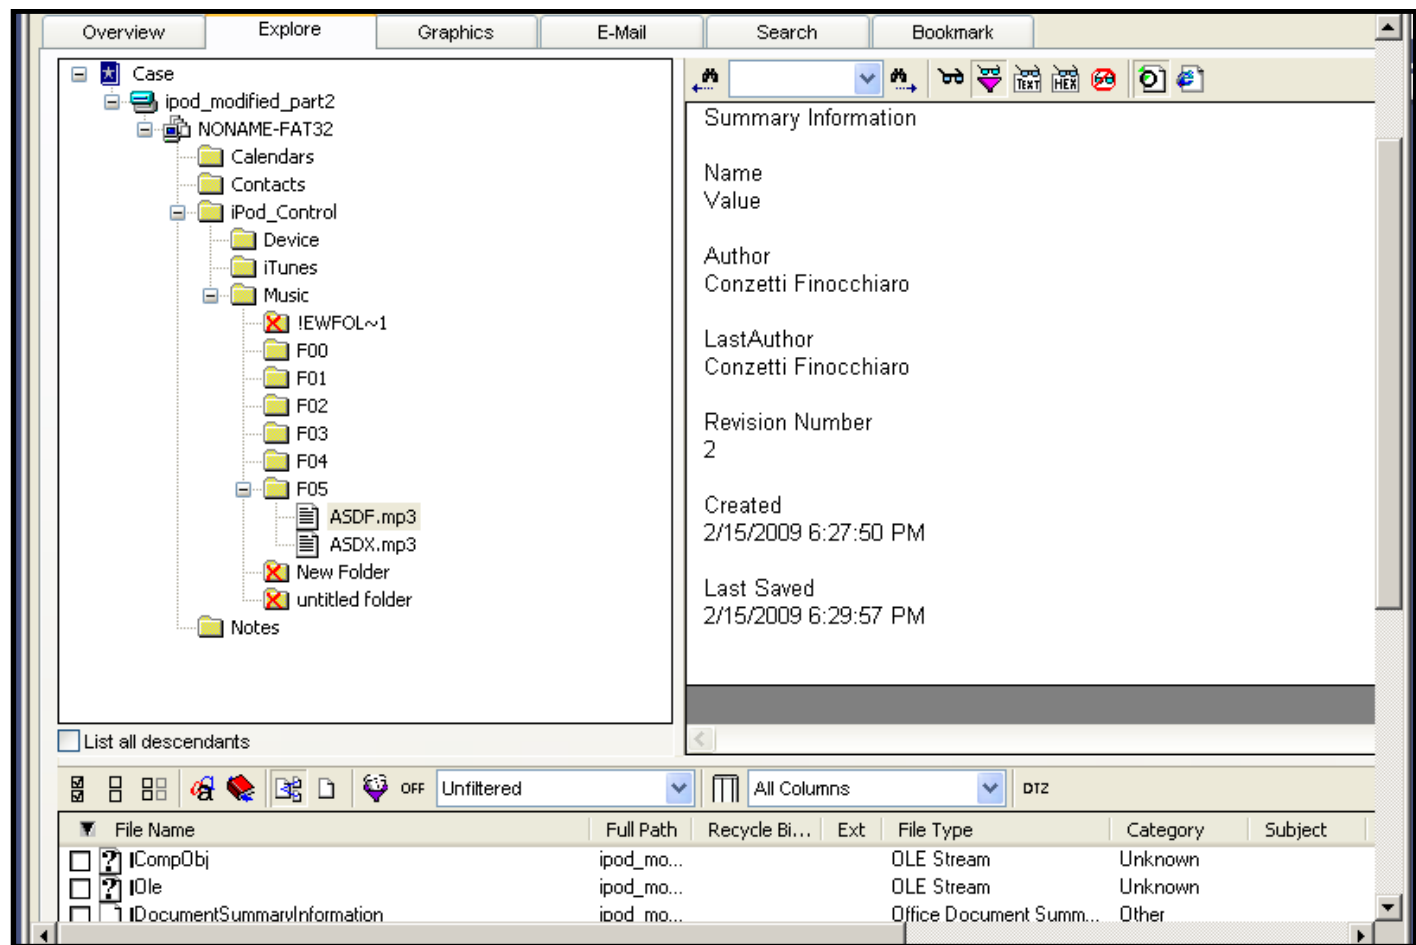 Overview Explore Graphics E-Mail Search Bookmark
Case
ipod_modified_part2
NONAME-FAT32
Calendars
Contacts
iPod_Control
Device
iTunes
Music
!EWFOL~1
F00
F01
F02
F03
F04
F05
ASDF.mp3
ASDX.mp3
New Folder
untitled folder
Notes
List all descendants
TEXT HEX
Summary Information
Name
Value
Author
Conzetti Finocchiaro
LastAuthor
Conzetti Finocchiaro
Revision Number
2
Created
2/15/2009 6:27:50 PM
Last Saved
2/15/2009 6:29:57 PM
OFF Unfiltered All Columns DTZ
File Name Full Path Recycle Bi... Ext File Type Category Subject
CompObj ipod_mo... OLE Stream Unknown
Ole ipod_mo... OLE Stream Unknown
DocumentSummaryInformation ipod_mo... Office Document Summ... Other